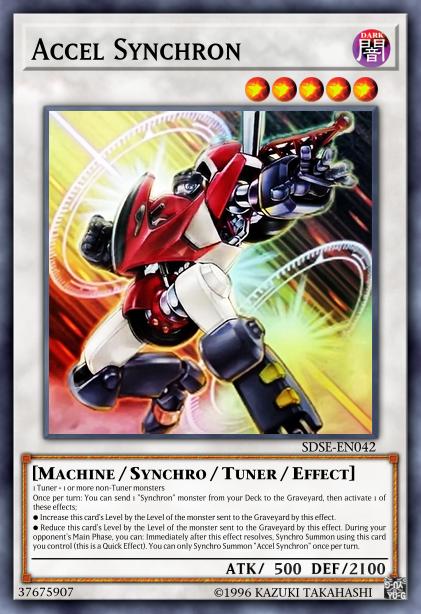 Accel Synchron
DARK
闇
SDSE-EN042
[Machine / Synchro / Tuner / Effect]
1 Tuner + 1 or more non-Tuner monsters
Once per turn: You can send 1 "Synchron" monster from your Deck to the Graveyard, then activate 1 of
these effects;
● Increase this card's Level by the Level of the monster sent to the Graveyard by this effect.
● Reduce this card's Level by the Level of the monster sent to the Graveyard by this effect. During your
opponent's Main Phase, you can: Immediately after this effect resolves, Synchro Summon using this card
you control (this is a Quick Effect). You can only Synchro Summon "Accel Synchron" once per turn.
ATK/ 500 DEF/2100
37675907
©1996 KAZUKI TAKAHASHI